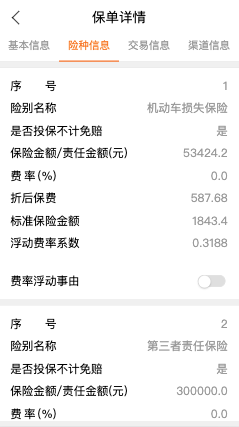 保单详情
基本信息 险种信息 交易信息 渠道信息
序 号 1
险别名称 机动车损失保险
是否投保不计免赔 是
保险金额/责任金额(元) 53424.2
费 率 (%) 0.0
折后保费 587.68
标准保险金额 1843.4
浮动费率系数 0.3188
费率浮动事由
序 号 2
险别名称 第三者责任保险
是否投保不计免赔 是
保险金额/责任金额(元) 300000.0
费 率 (%) 0.0